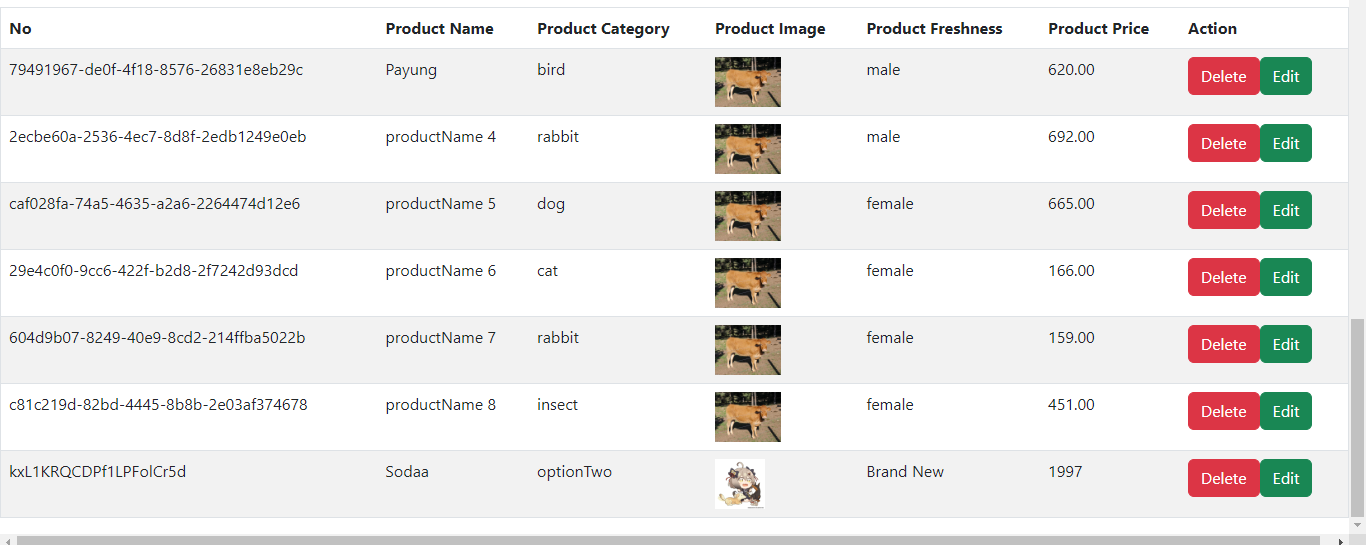 No Product Name Product Category Product Image Product Freshness Product Price Action
79491967-de0f-4f18-8576-26831e8eb29c Payung bird male 620.00 Delete Edit
2ecbe60a-2536-4ec7-8d8f-2edb1249e0eb productName 4 rabbit male 692.00 Delete Edit
caf028fa-74a5-4635-a2a6-2264474d12e6 productName 5 dog female 665.00 Delete Edit
29e4c0f0-9cc6-422f-b2d8-2f7242d93dcd productName 6 cat female 166.00 Delete Edit
604d9b07-8249-40e9-8cd2-214ffba5022b productName 7 rabbit female 159.00 Delete Edit
c81c219d-82bd-4445-8b8b-2e03af374678 productName 8 insect female 451.00 Delete Edit
kxL1KRQCDPf1LPFolCr5d Sodaa optionTwo Brand New 1997 Delete Edit